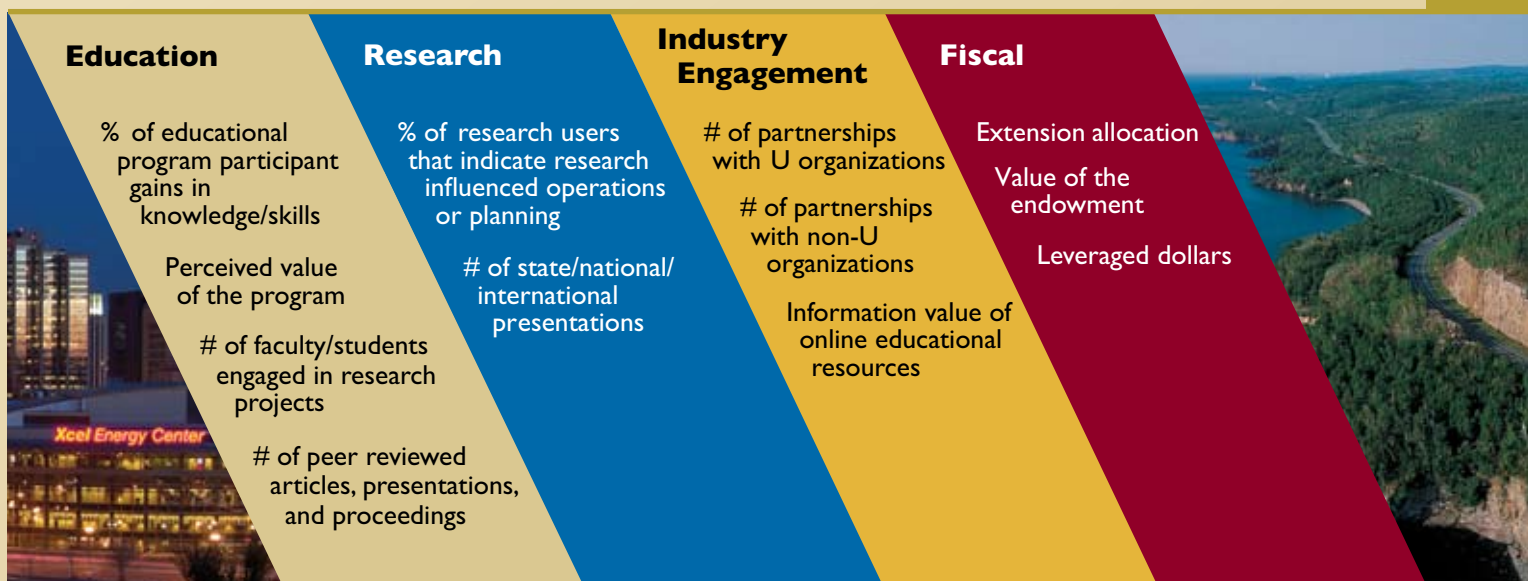 Education
% of educational
program participant
gains in
knowledge/skills
Perceived value
of the program
# of faculty/students
engaged in research
projects
# of peer reviewed
articles, presentations,
and proceedings
Research
% of research users
that indicate research
influenced operations
or planning
# of state/national/
international
presentations
Industry
Engagement
# of partnerships
with U organizations
# of partnerships
with non-U
organizations
Information value of
online educational
resources
Fiscal
Extension allocation
Value of the
endowment
Leveraged dollars
Xcel Energy Center